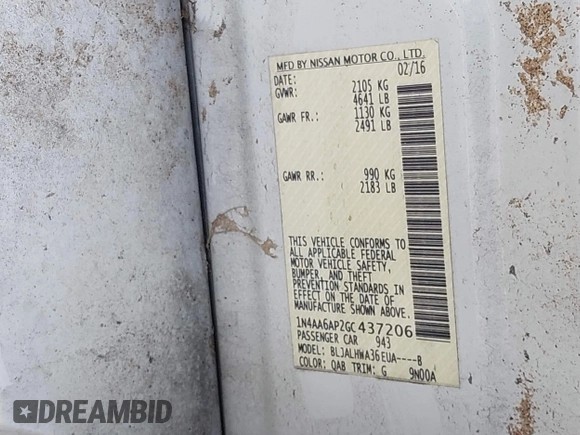 MFD BY NISSAN MOTOR CO., LTD.
DATE: 02/16
GVWR: 2105 KG
4641 LB
GAWR FR.: 1130 KG
2491 LB
GAWR RR.: 990 KG
2183 LB
THIS VEHICLE CONFORMS TO
ALL APPLICABLE FEDERAL
MOTOR VEHICLE SAFETY,
BUMPER, AND THEFT
PREVENTION STANDARDS IN
EFFECT ON THE DATE OF
MANUFACTURE SHOWN ABOVE.
1N4AA6AP2GC437206
PASSENGER CAR 943
MODEL: BLJALHWA36EUA----B
COLOR: QAB TRIM: G 9N00A
DREAMBID